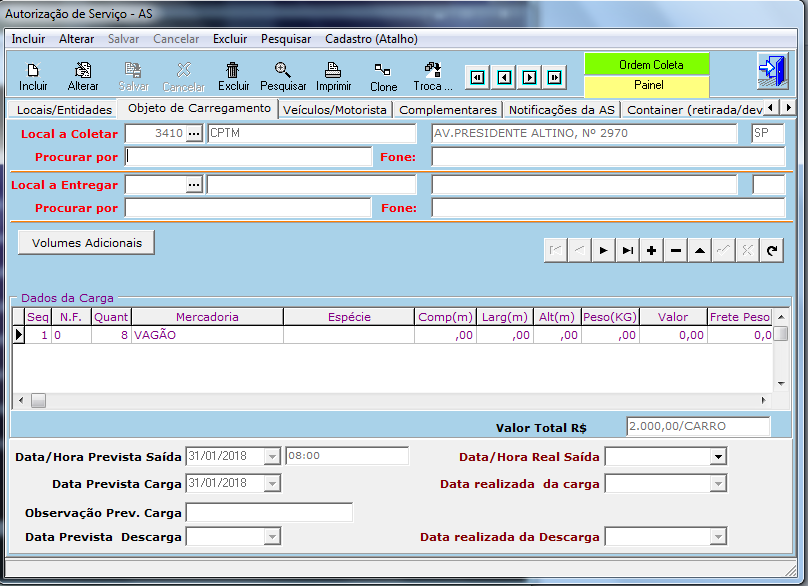 Autorização de Serviço - AS
Incluir Alterar Salvar Cancelar Excluir Pesquisar Cadastro (Atalho)
Incluir Alterar Salvar Cancelar Excluir Pesquisar Imprimir Clone Troca ...
Ordem Coleta
Painel
Locais/Entidades Objeto de Carregamento Veículos/Motorista Complementares Notificações da AS Container (retirada/dev
Local a Coletar 3410 ... CPTM AV.PRESIDENTE ALTINO, Nº 2970 SP
Procurar por Fone:
Local a Entregar ...
Procurar por Fone:
Volumes Adicionais
Dados da Carga
Seq N.F. Quant Mercadoria Espécie Comp(m) Larg(m) Alt(m) Peso(KG) Valor Frete Peso
1 0 8 VAGÃO ,00 ,00 ,00 ,00 0,00 0,0
Valor Total R$ 2.000,00/CARRO
Data/Hora Prevista Saída 31/01/2018 08:00 Data/Hora Real Saída
Data Prevista Carga 31/01/2018 Data realizada da carga
Observação Prev. Carga
Data Prevista Descarga Data realizada da Descarga